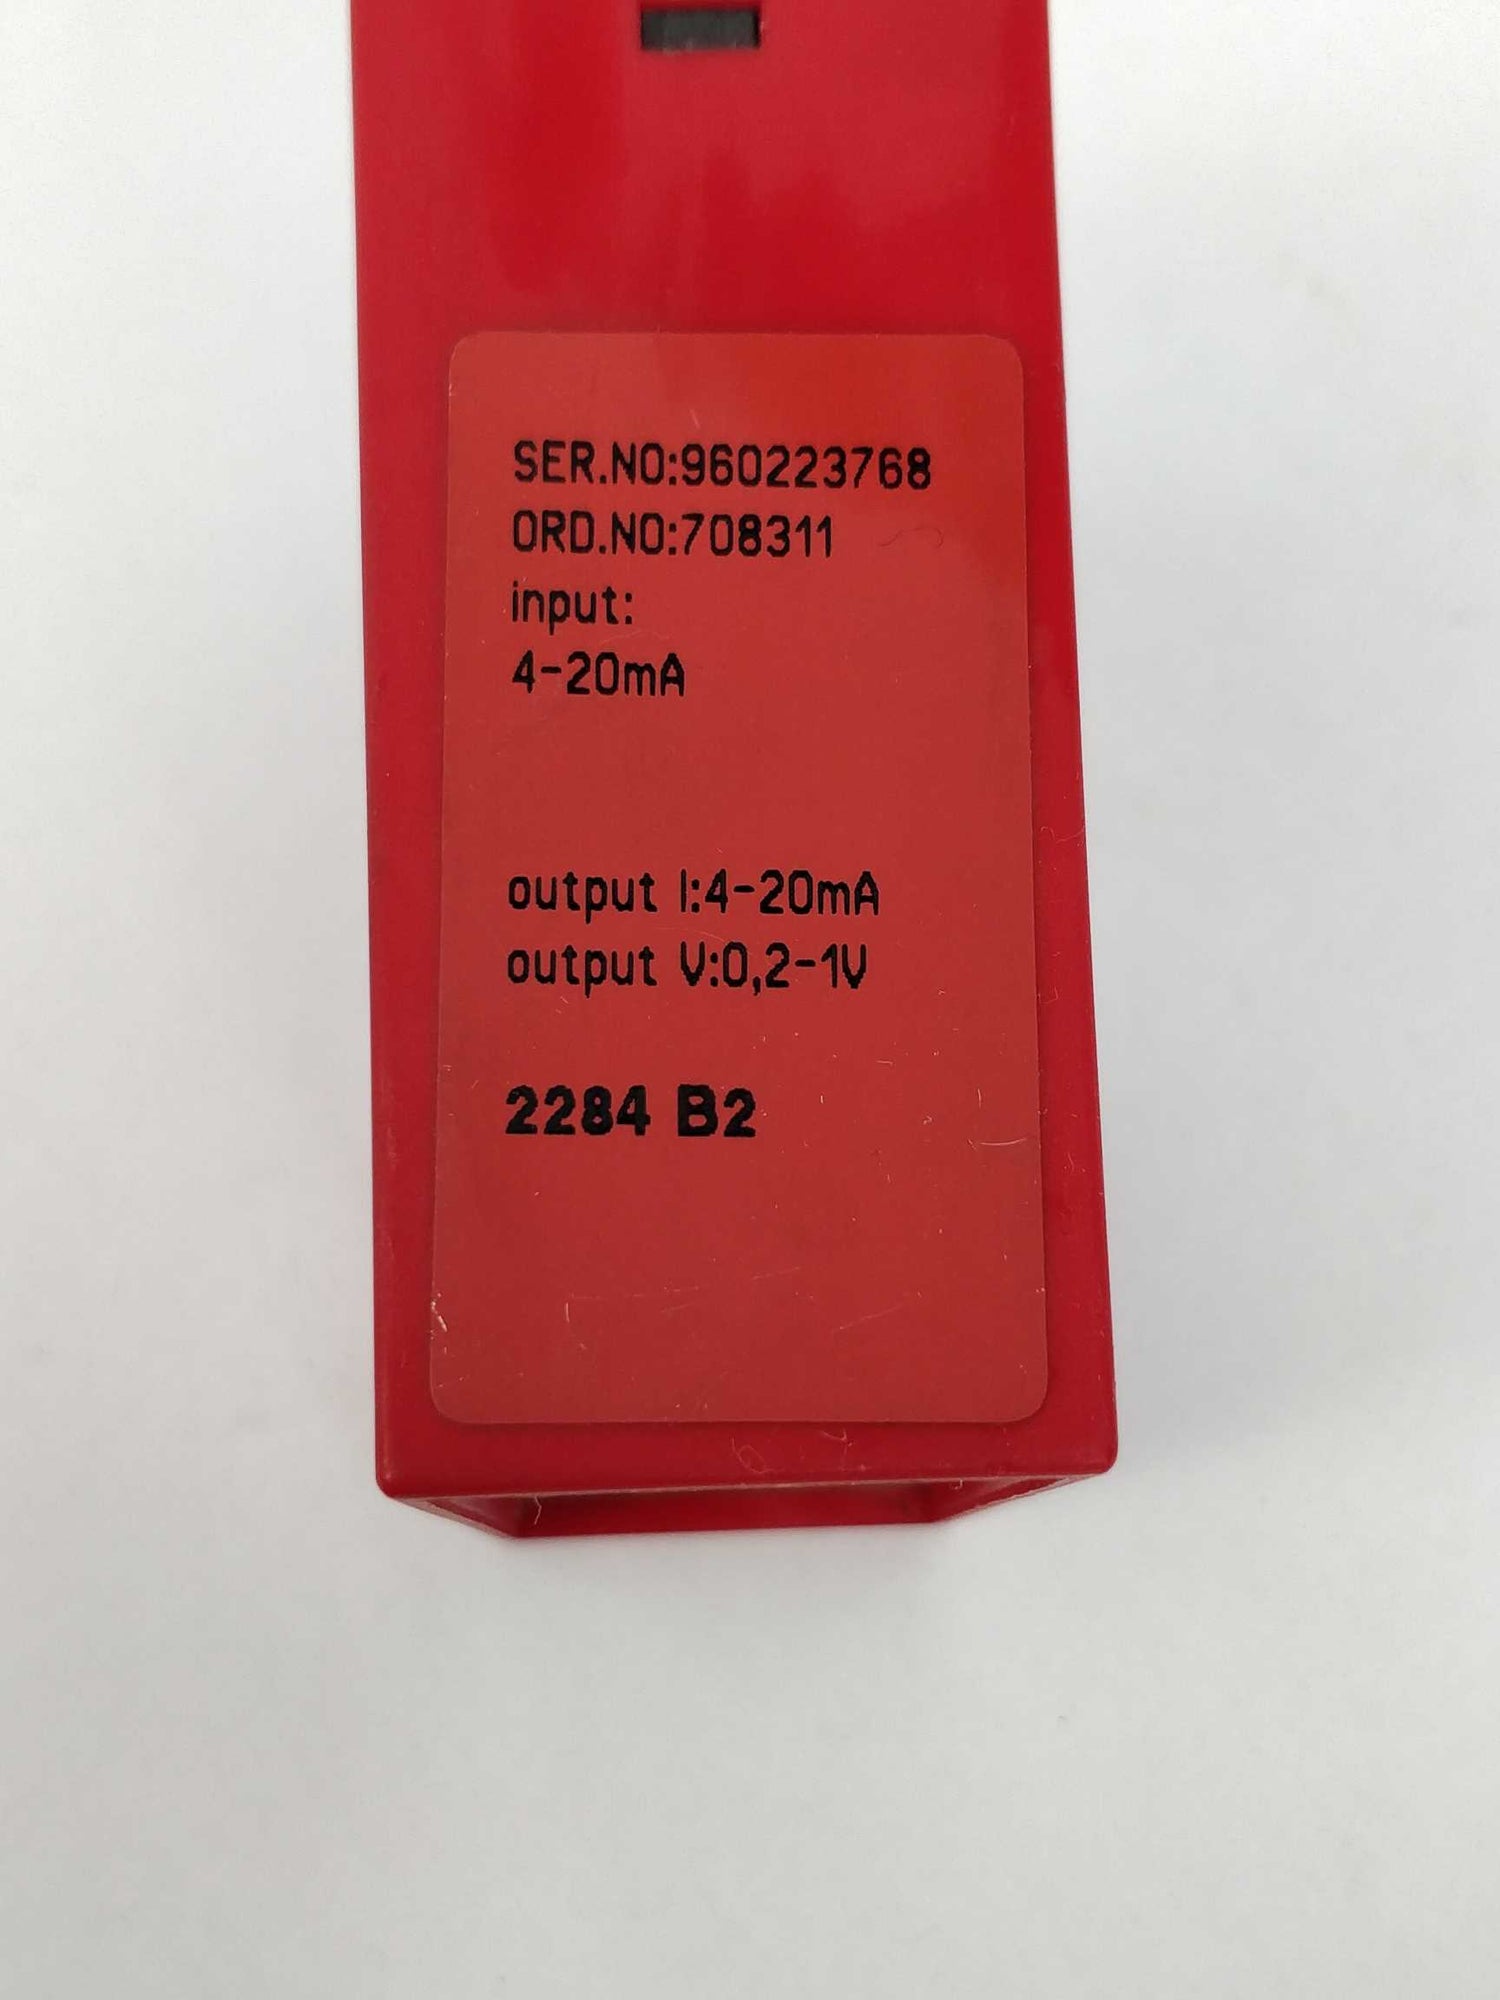 SER.NO:960223768
ORD.NO:708311
input:
4-20mA
output I:4-20mA
output V:0,2-1V
2284 B2